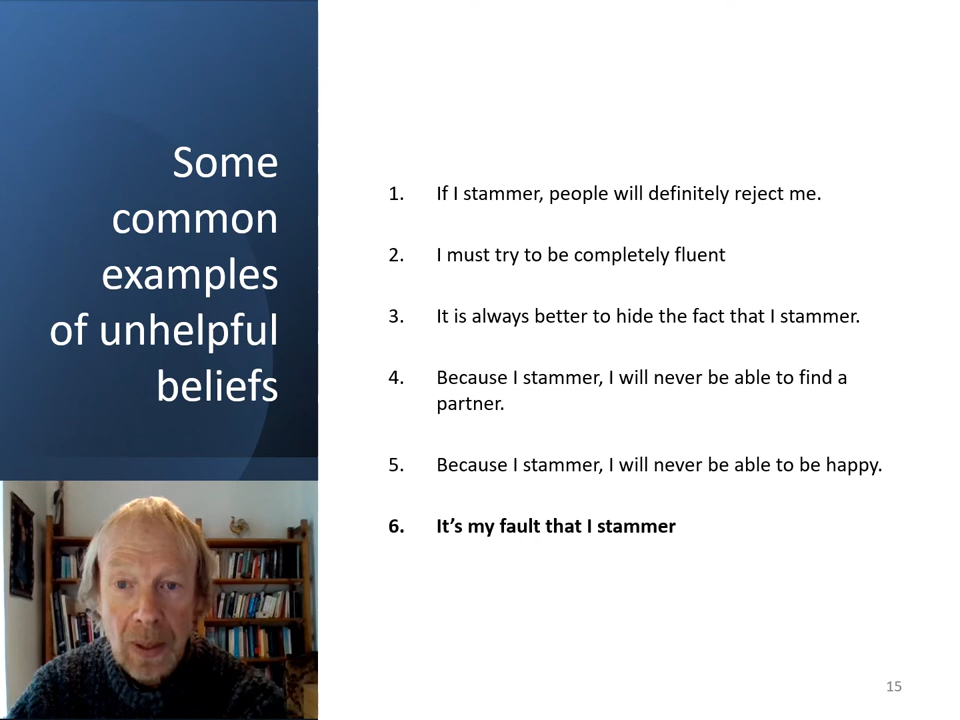 Some
common
examples
of unhelpful
beliefs
1. If I stammer, people will definitely reject me.
2. I must try to be completely fluent
3. It is always better to hide the fact that I stammer.
4. Because I stammer, I will never be able to find a
partner.
5. Because I stammer, I will never be able to be happy.
6. It’s my fault that I stammer
15